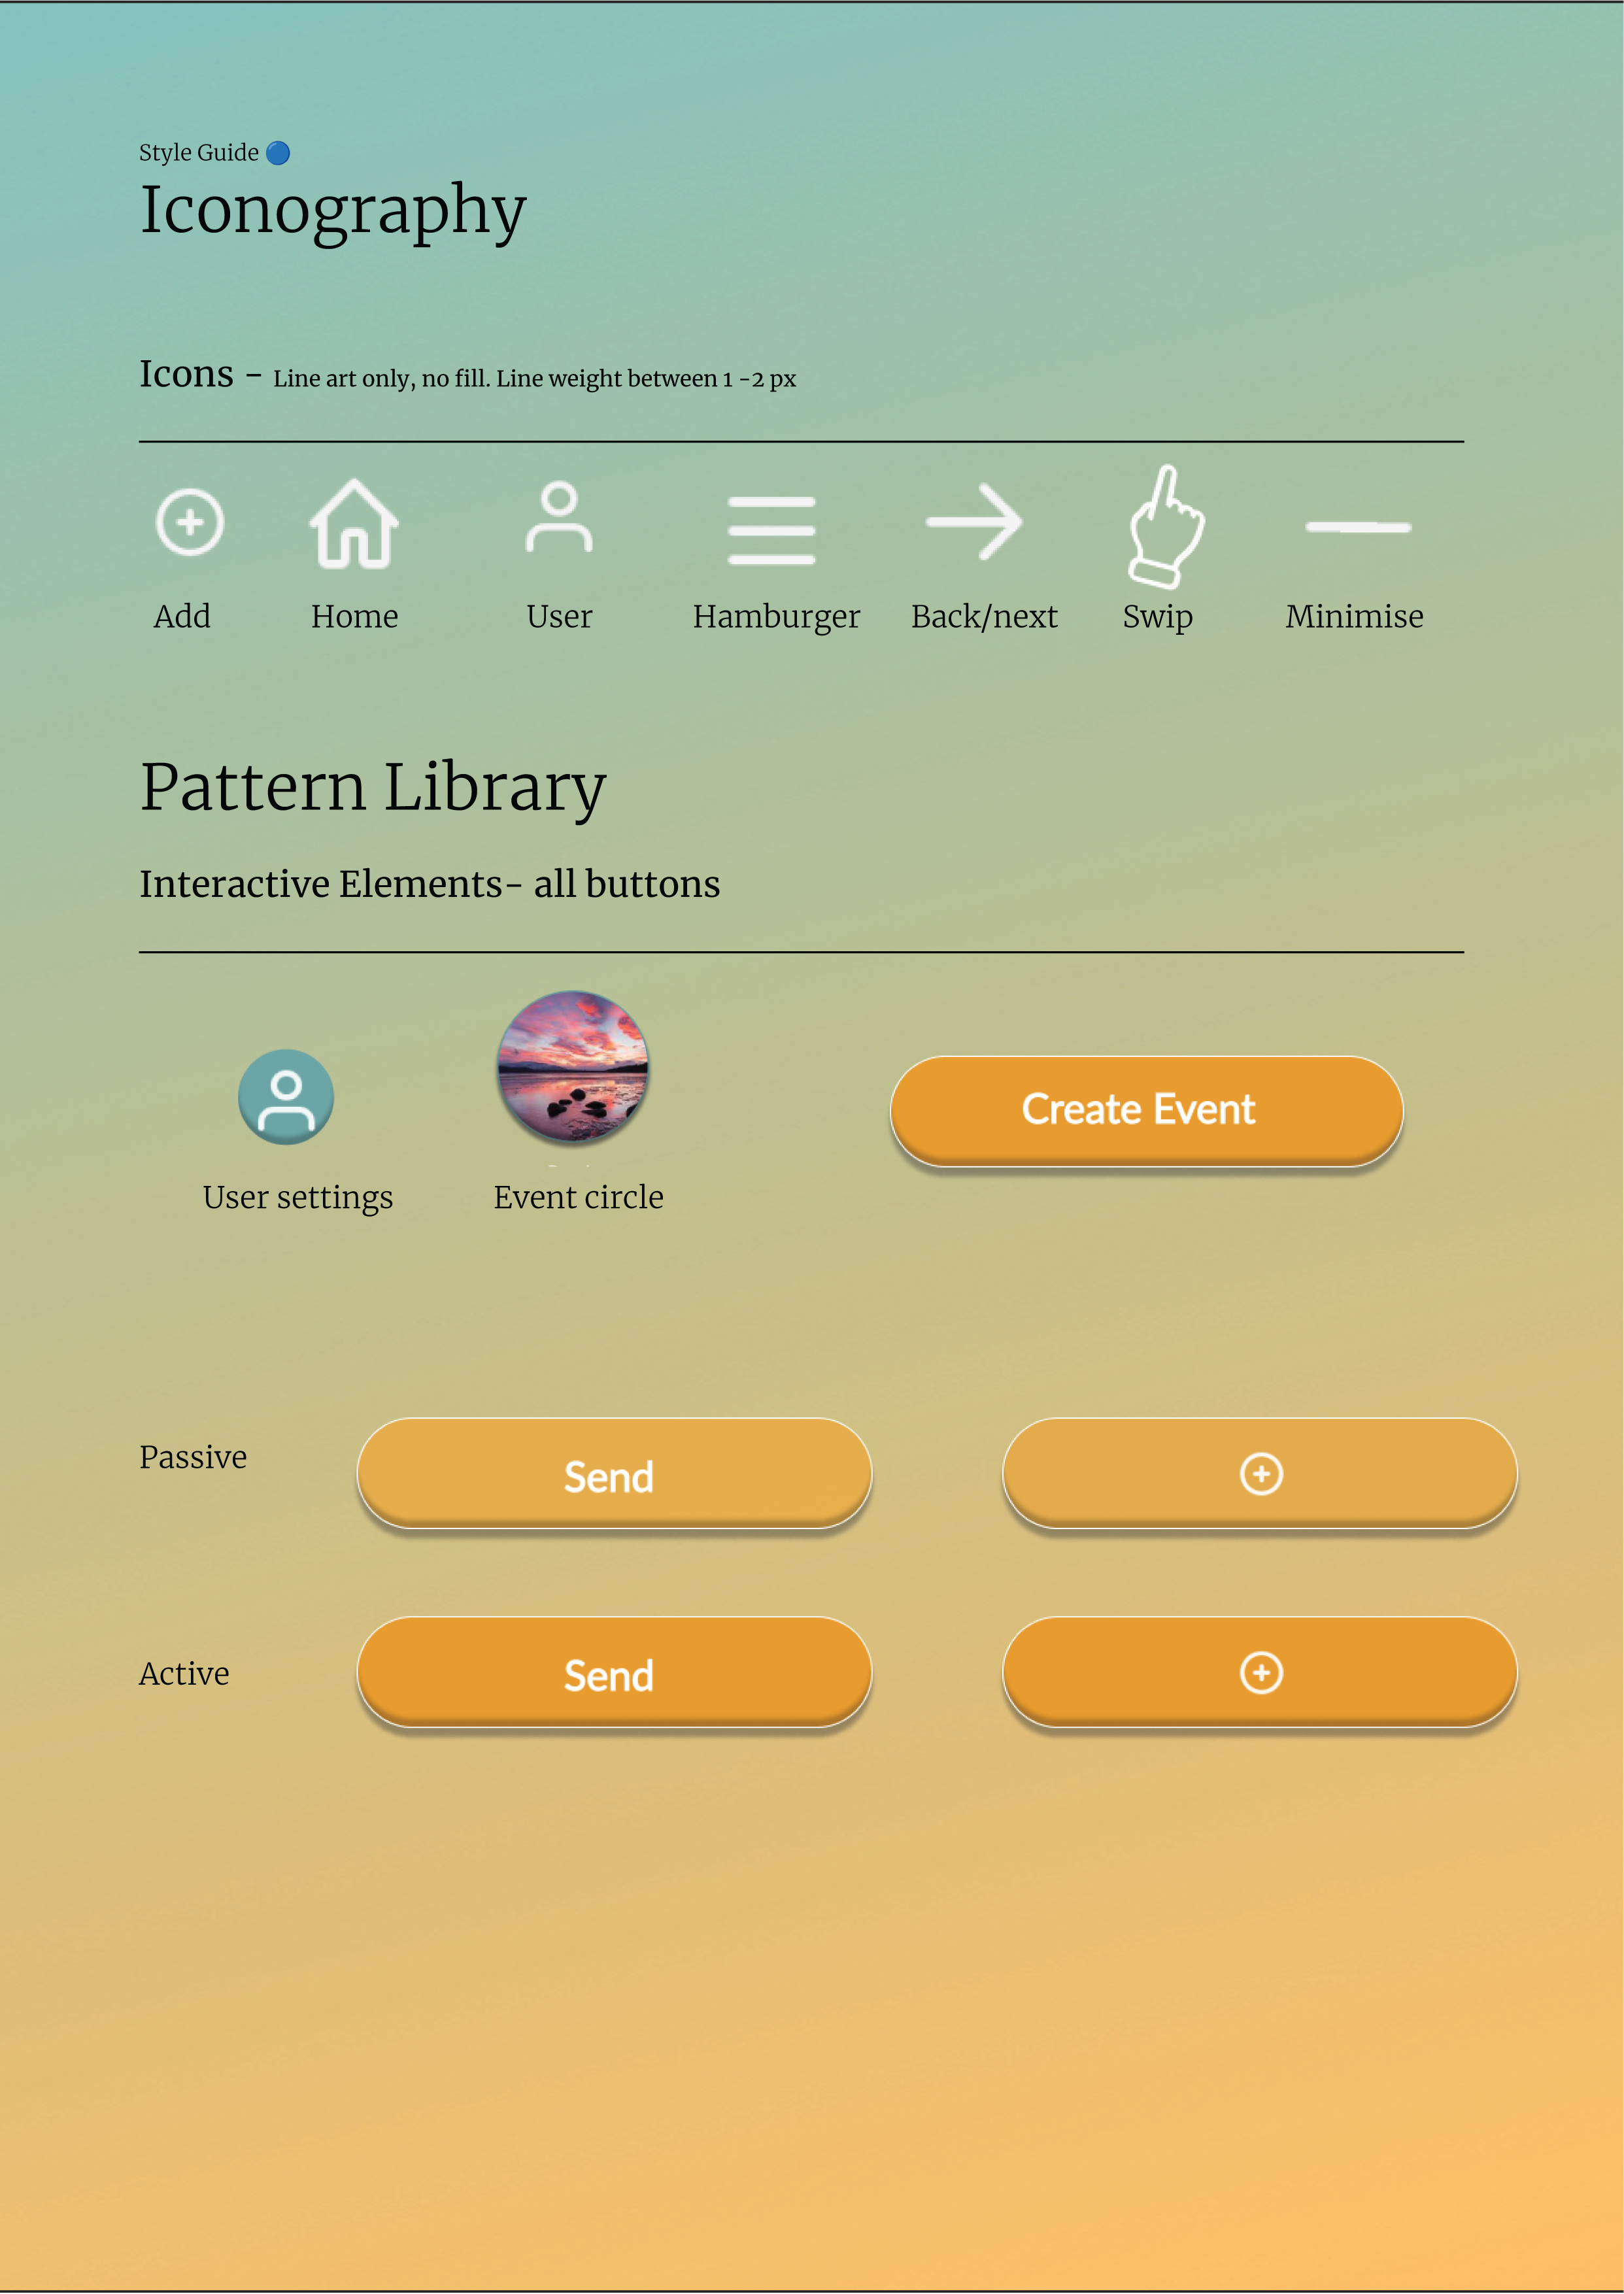 Style Guide
Iconography
Icons - Line art only, no fill. Line weight between 1 -2 px
Add Home User Hamburger Back/next Swip Minimise
Pattern Library
Interactive Elements- all buttons
Create Event
User settings Event circle
Passive Send
Active Send